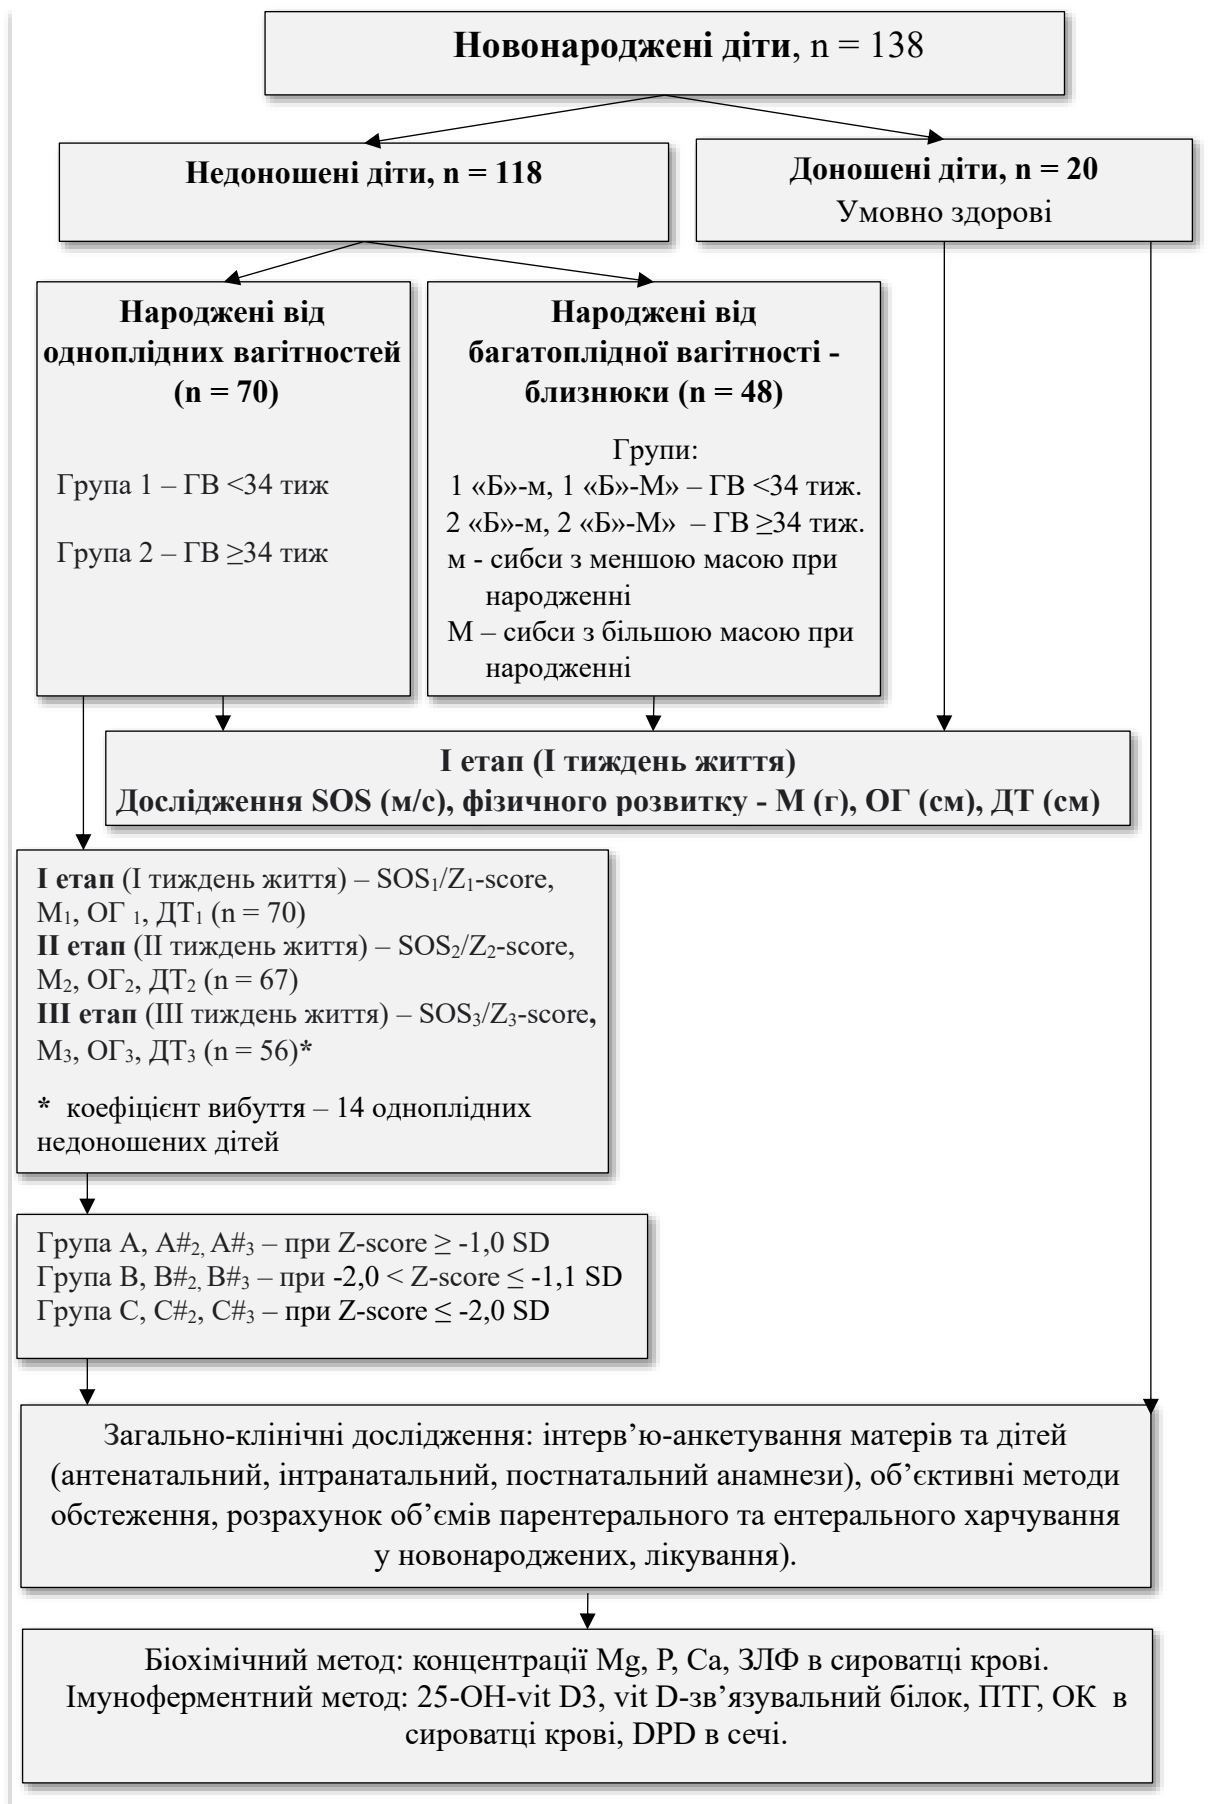 Новонароджені діти, n = 138
Недоношені діти, n = 118
Доношені діти, n = 20
Умовно здорові
Народжені від
одноплідних вагітностей
(n = 70)
Група 1 – ГВ <34 тиж
Група 2 – ГВ ≥34 тиж
Народжені від
багатоплідної вагітності -
близнюки (n = 48)
Групи:
1 «Б»-м, 1 «Б»-М» – ГВ <34 тиж.
2 «Б»-м, 2 «Б»-М» – ГВ ≥34 тиж.
м - сибси з меншою масою при
народженні
М – сибси з більшою масою при
народженні
І етап (І тиждень життя)
Дослідження SOS (м/с), фізичного розвитку - М (г), ОГ (см), ДТ (см)
І етап (І тиждень життя) – SOS₁/Z₁-score,
М₁, ОГ ₁, ДТ₁ (n = 70)
ІІ етап (ІІ тиждень життя) – SOS₂/Z₂-score,
М₂, ОГ₂, ДТ₂ (n = 67)
ІІІ етап (ІІІ тиждень життя) – SOS₃/Z₃-score,
М₃, ОГ₃, ДТ₃ (n = 56)*
* коефіцієнт вибуття – 14 одноплідних
недоношених дітей
Група А, А#₂, А#₃ – при Z-score ≥ -1,0 SD
Група В, В#₂, В#₃ – при -2,0 < Z-score ≤ -1,1 SD
Група С, С#₂, С#₃ – при Z-score ≤ -2,0 SD
Загально-клінічні дослідження: інтерв’ю-анкетування матерів та дітей
(антенатальний, інтранатальний, постнатальний анамнези), об’єктивні методи
обстеження, розрахунок об’ємів парентерального та ентерального харчування
у новонароджених, лікування).
Біохімічний метод: концентрації Mg, P, Ca, ЗЛФ в сироватці крові.
Імуноферментний метод: 25-OH-vit D3, vit D-зв’язувальний білок, ПТГ, ОК в
сироватці крові, DPD в сечі.